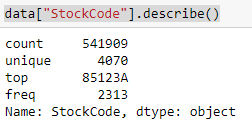 data["StockCode"].describe()
count 541909
unique 4070
top 85123A
freq 2313
Name: StockCode, dtype: object